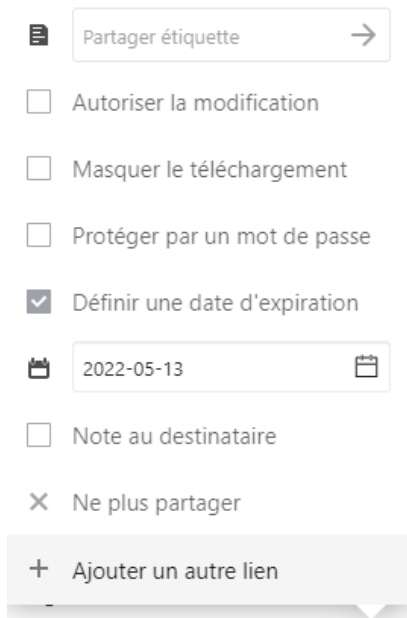 Partager étiquette
Autoriser la modification
Masquer le téléchargement
Protéger par un mot de passe
Définir une date d'expiration
2022-05-13
Note au destinataire
Ne plus partager
Ajouter un autre lien